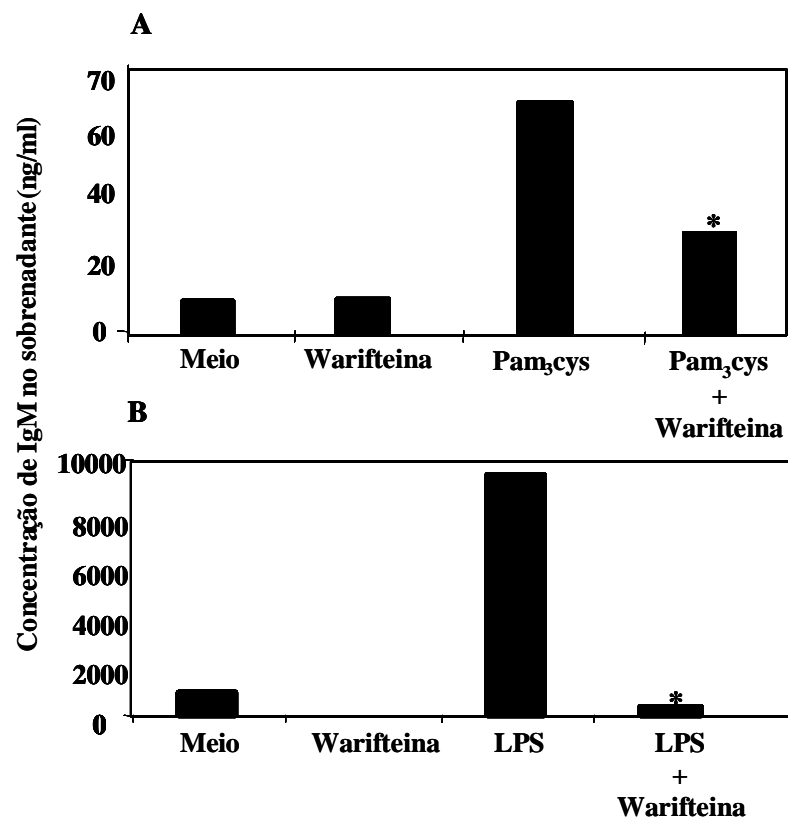 A
Concentração de IgM no sobrenadante (ng/ml)
70
60
40
20
0
*
Meio Warifteina Pam₃cys Pam₃cys
+
Warifteina
B
10000
8000
6000
4000
2000
0
*
Meio Warifteina LPS LPS
+
Warifteina